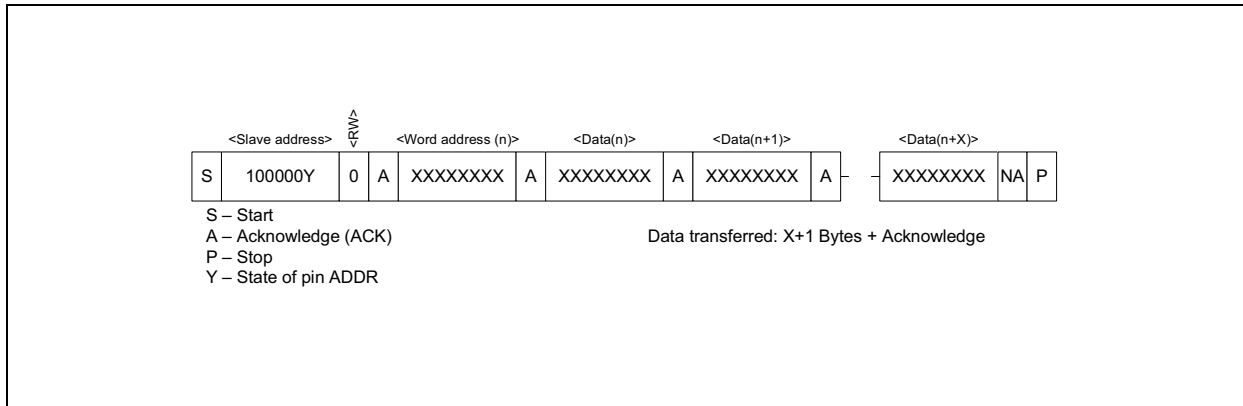 <Slave address> <RW> <Word address (n)> <Data(n)> <Data(n+1)> <Data(n+X)>
S 100000Y 0 A XXXXXXXX A XXXXXXXX A XXXXXXXX A XXXXXXXX NA P
S – Start
A – Acknowledge (ACK) Data transferred: X+1 Bytes + Acknowledge
P – Stop
Y – State of pin ADDR